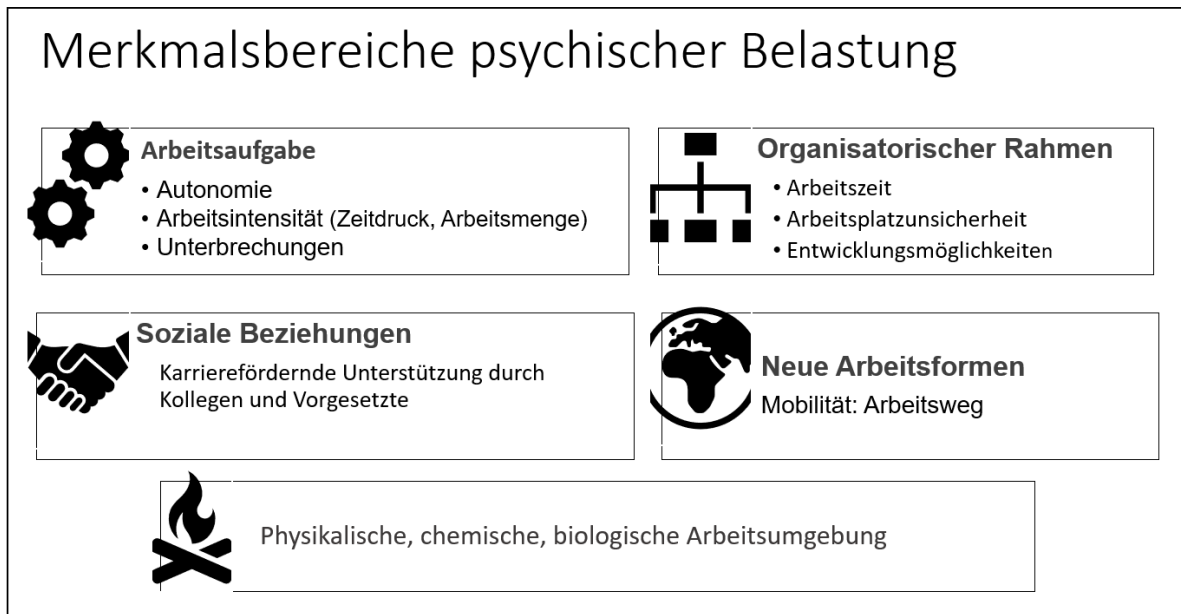 Merkmalsbereiche psychischer Belastung
Arbeitsaufgabe
• Autonomie
• Arbeitsintensität (Zeitdruck, Arbeitsmenge)
• Unterbrechungen
Organisatorischer Rahmen
• Arbeitszeit
• Arbeitsplatzunsicherheit
• Entwicklungsmöglichkeiten
Soziale Beziehungen
Karrierefördernde Unterstützung durch
Kollegen und Vorgesetzte
Neue Arbeitsformen
Mobilität: Arbeitsweg
Physikalische, chemische, biologische Arbeitsumgebung